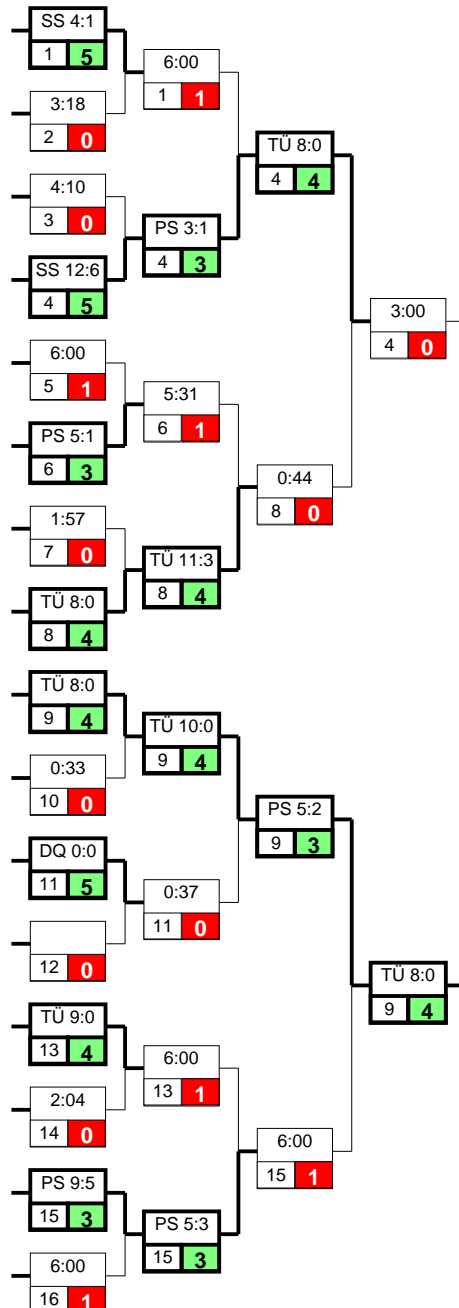 SS 4:1
1 5
3:18
2 0
4:10
3 0
SS 12:6
4 5
6:00
5 1
PS 5:1
6 3
1:57
7 0
TÜ 8:0
8 4
TÜ 8:0
9 4
0:33
10 0
DQ 0:0
11 5
12 0
TÜ 9:0
13 4
2:04
14 0
PS 9:5
15 3
6:00
16 1
6:00
1 1
PS 3:1
4 3
5:31
6 1
TÜ 11:3
8 4
TÜ 10:0
9 4
0:37
11 0
6:00
13 1
PS 5:3
15 3
TÜ 8:0
4 4
0:44
8 0
PS 5:2
9 3
6:00
15 1
3:00
4 0
TÜ 8:0
9 4